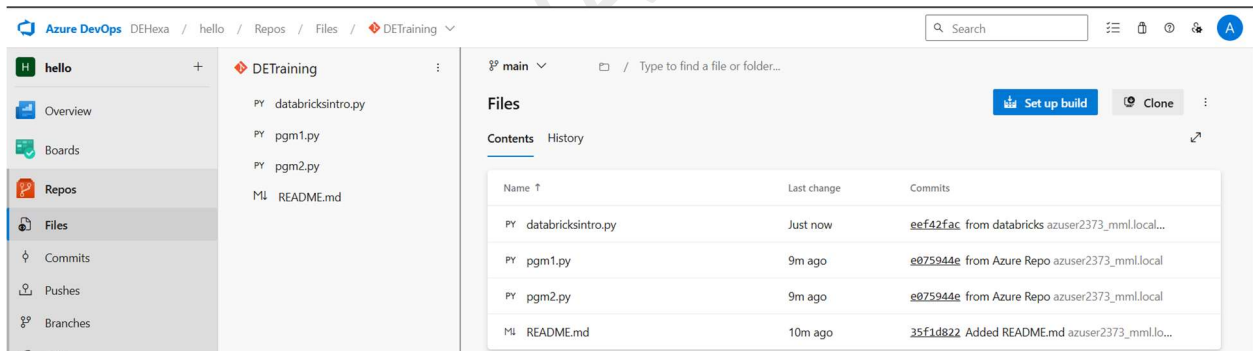 Azure DevOps DEHexa / hello / Repos / Files / DETraining
Search
A
H hello +
Overview
Boards
Repos
Files
Commits
Pushes
Branches
DETraining
PY databricksintro.py
PY pgm1.py
PY pgm2.py
M↓ README.md
main / Type to find a file or folder...
Files
Set up build Clone
Contents History
Name ↑ Last change Commits
PY databricksintro.py Just now eef42fac from databricks azuser2373_mml.local...
PY pgm1.py 9m ago e075944e from Azure Repo azuser2373_mml.local
PY pgm2.py 9m ago e075944e from Azure Repo azuser2373_mml.local
M↓ README.md 10m ago 35f1d822 Added README.md azuser2373_mml.lo...